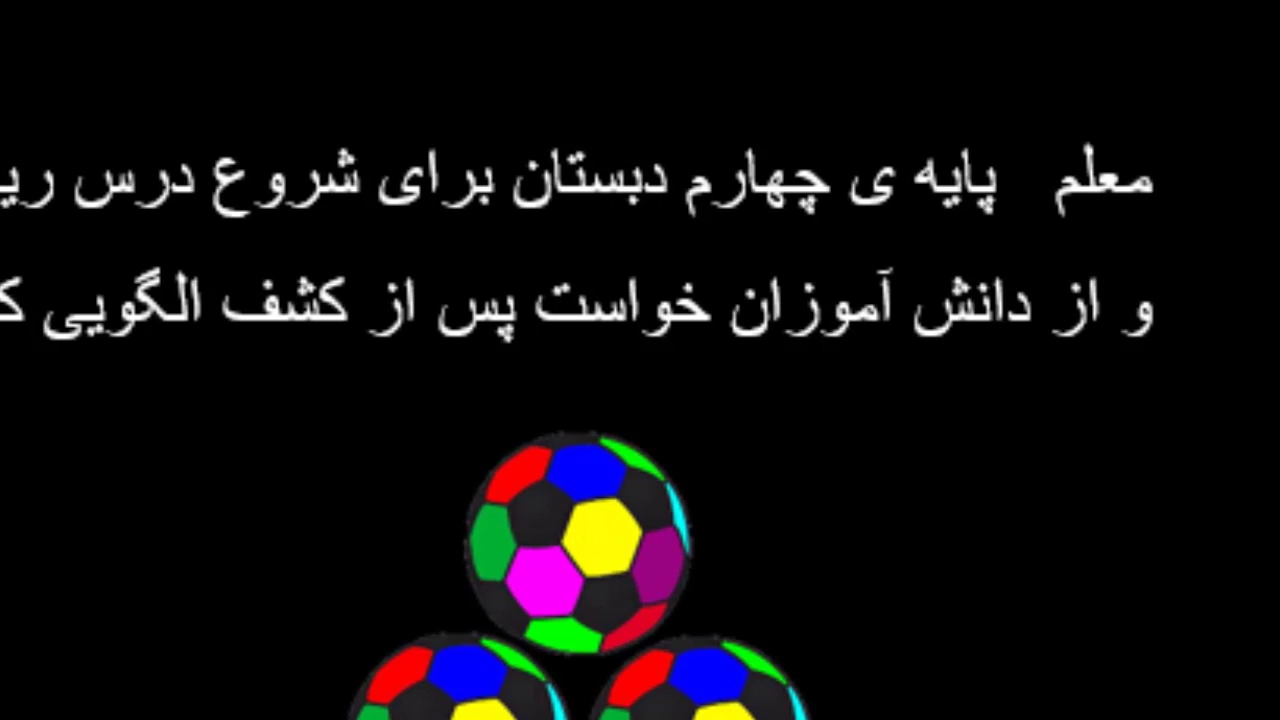 معلم پایه ی چهارم دبستان برای شروع درس
و از دانش آموزان خواست پس از کشف الگویی